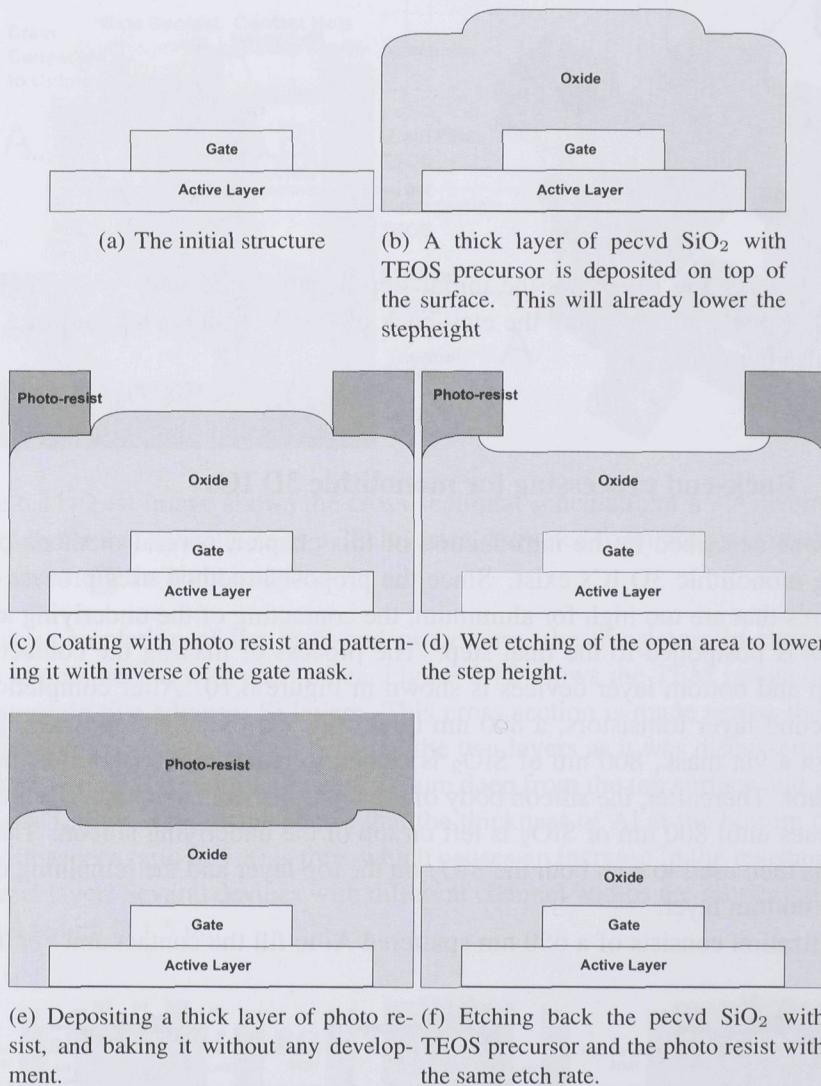 Oxide
Gate
Gate
Active Layer
Active Layer
(a) The initial structure
(b) A thick layer of pecvd SiO₂ with
TEOS precursor is deposited on top of
the surface. This will already lower the
stepheight
Photo-resist
Photo-resist
Oxide
Oxide
Gate
Gate
Active Layer
Active Layer
(c) Coating with photo resist and pattern-
ing it with inverse of the gate mask.
(d) Wet etching of the open area to lower
the step height.
Photo-resist
Oxide
Oxide
Gate
Gate
Active Layer
Active Layer
(e) Depositing a thick layer of photo re-
sist, and baking it without any develop-
ment.
(f) Etching back the pecvd SiO₂ with
TEOS precursor and the photo resist with
the same etch rate.